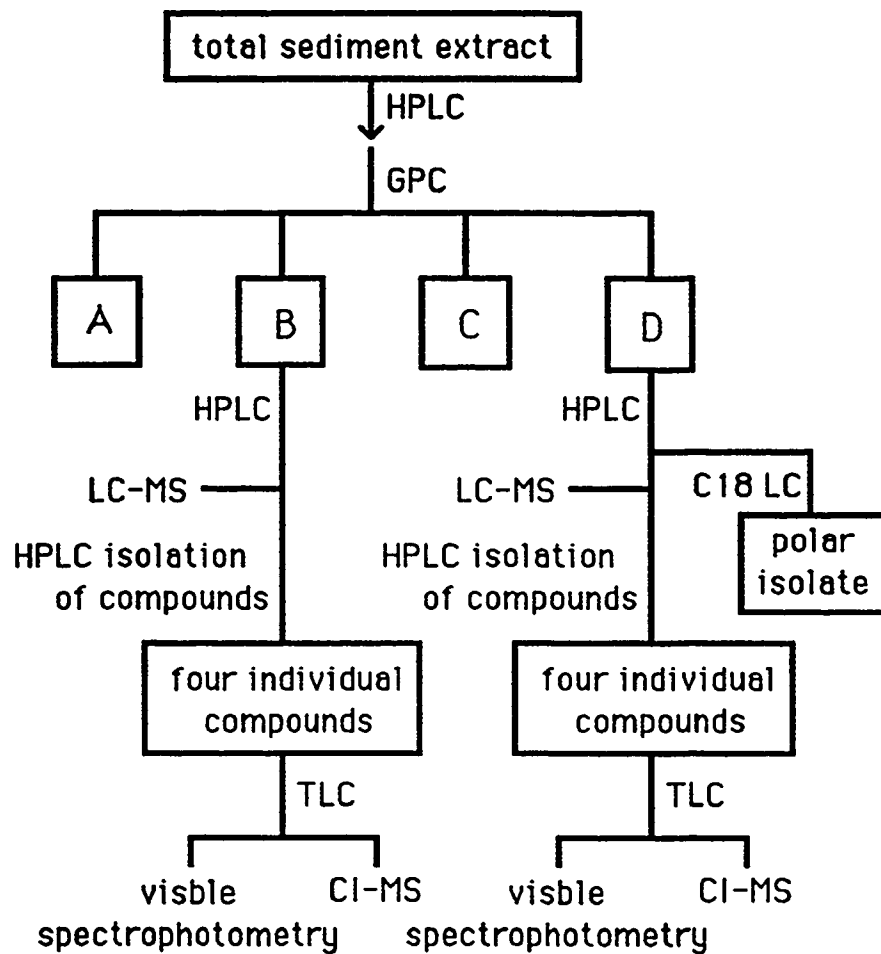 total sediment extract
HPLC
GPC
A
B
C
D
HPLC
HPLC
LC-MS
LC-MS
C18 LC
HPLC isolation
of compounds
HPLC isolation
of compounds
polar
isolate
four individual
compounds
four individual
compounds
TLC
TLC
visble
spectrophotometry
CI-MS
visble
spectrophotometry
CI-MS